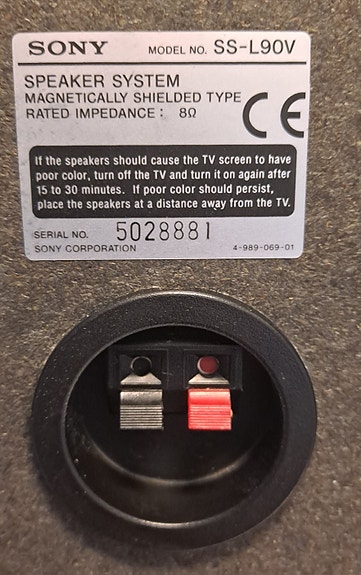 SONY MODEL NO. SS-L90V
SPEAKER SYSTEM
MAGNETICALLY SHIELDED TYPE
RATED IMPEDANCE : 8Ω
CE
If the speakers should cause the TV screen to have
poor color, turn off the TV and turn it on again after
15 to 30 minutes. If poor color should persist,
place the speakers at a distance away from the TV.
SERIAL NO. 5028881
SONY CORPORATION 4-989-069-01